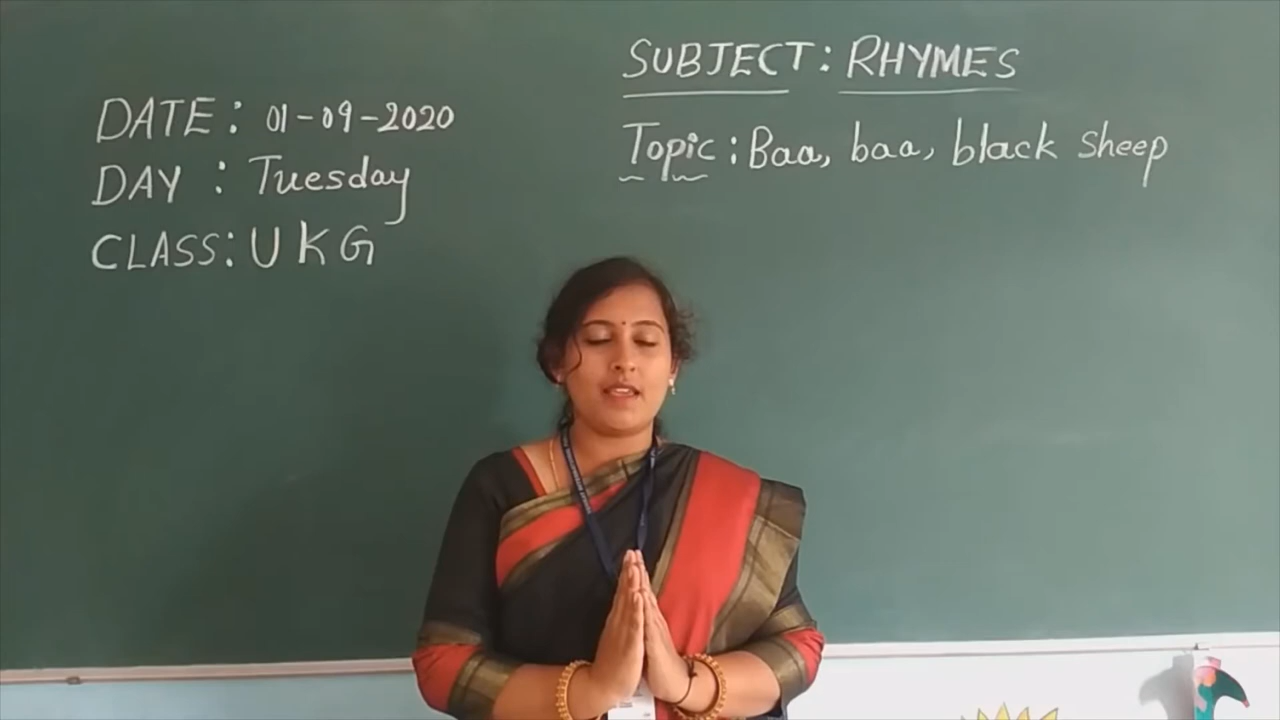 DATE: 01-09-2020
DAY : Tuesday
CLASS: UKG
SUBJECT: RHYMES
Topic: Baa, baa, black sheep